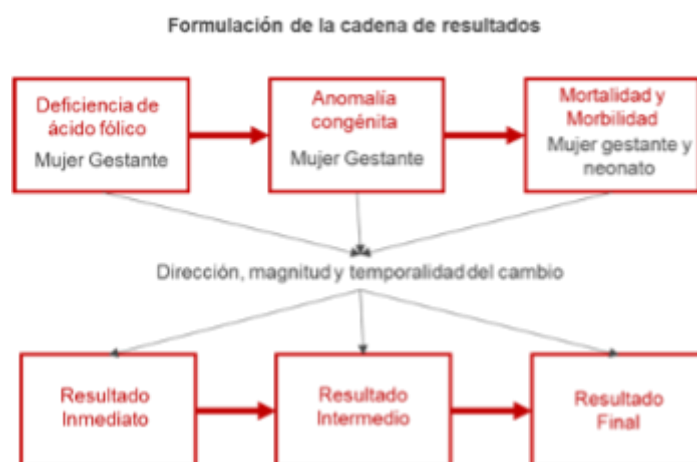 Formulación de la cadena de resultados
Deficiencia de
ácido fólico
Mujer Gestante
Anomalía
congénita
Mujer Gestante
Mortalidad y
Morbilidad
Mujer gestante y
neonato
Dirección, magnitud y temporalidad del cambio
Resultado
Inmediato
Resultado
Intermedio
Resultado
Final